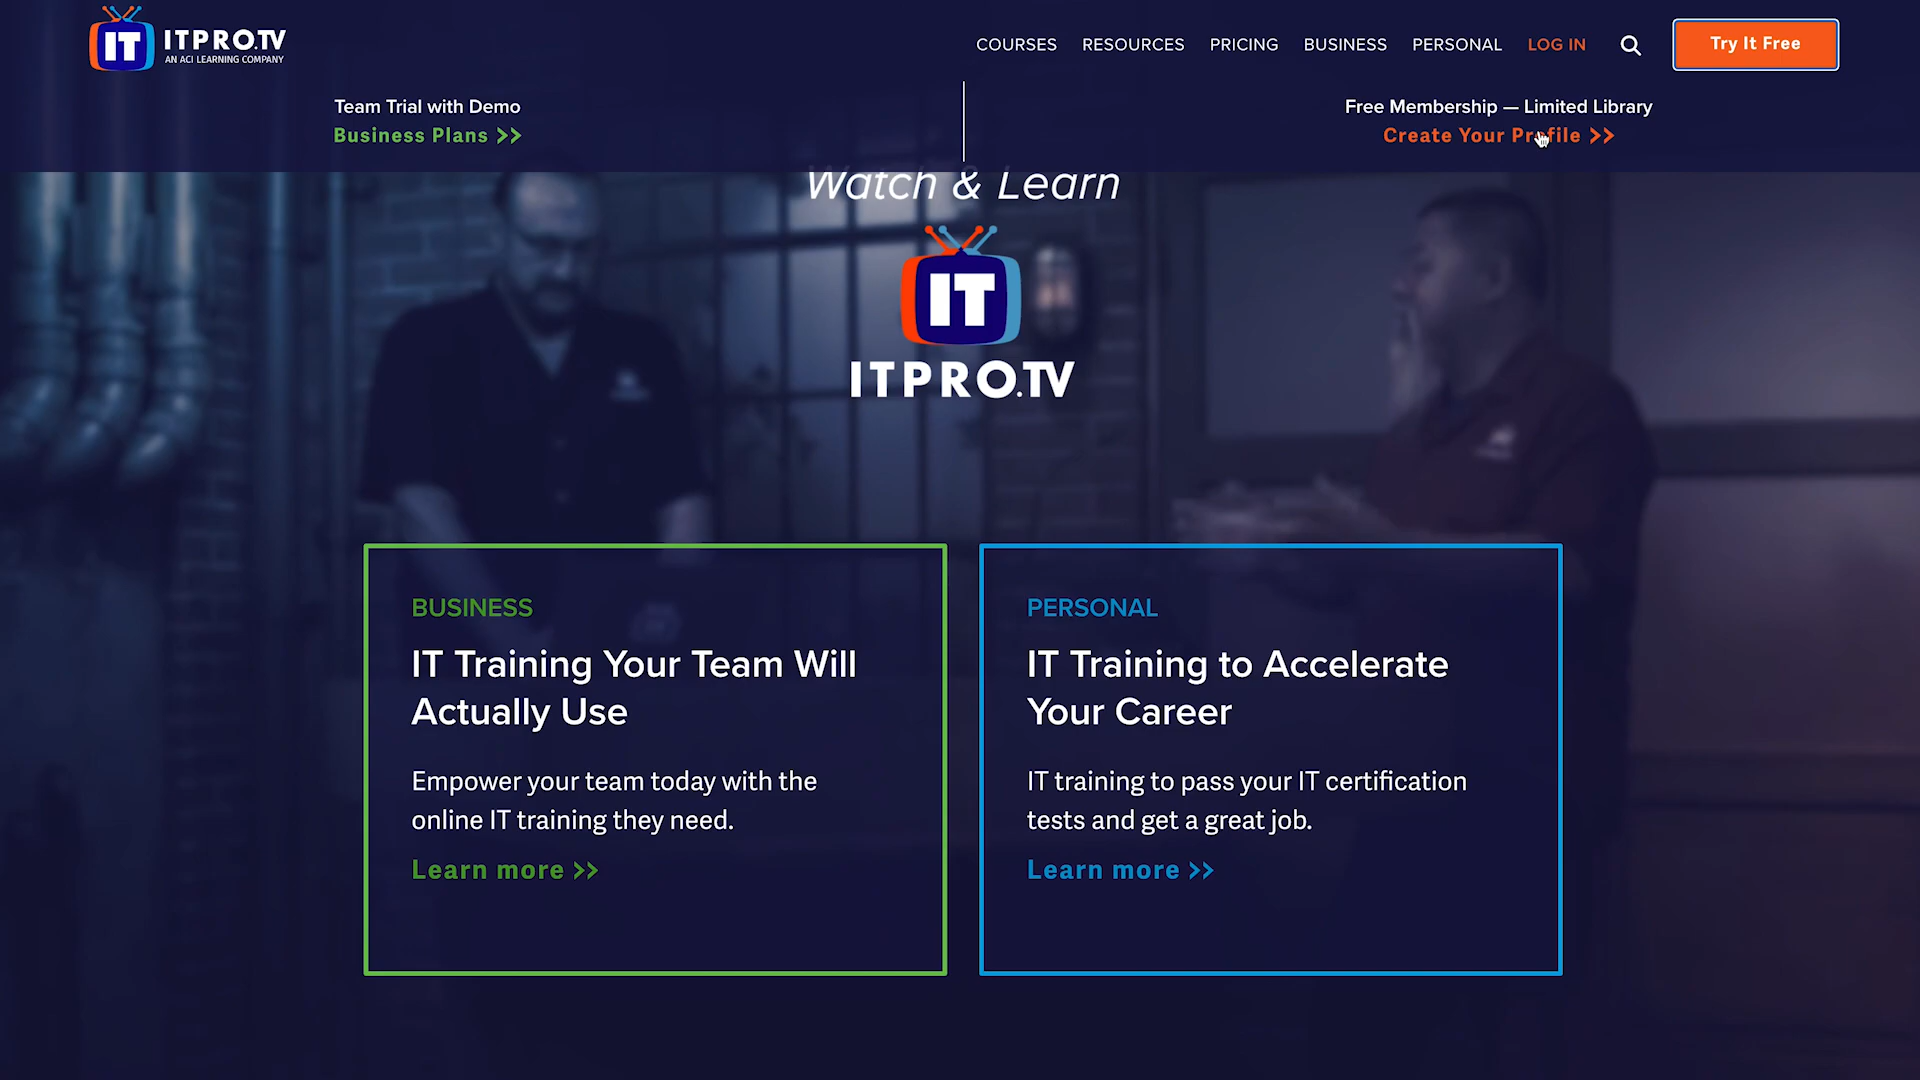 IT ITPRO.TV
AN ACI LEARNING COMPANY
COURSES RESOURCES PRICING BUSINESS PERSONAL LOG IN Try It Free
Team Trial with Demo
Business Plans >>
Free Membership — Limited Library
Create Your Profile >>
Watch & Learn
IT
ITPRO.TV
BUSINESS
IT Training Your Team Will
Actually Use
Empower your team today with the
online IT training they need.
Learn more >>
PERSONAL
IT Training to Accelerate
Your Career
IT training to pass your IT certification
tests and get a great job.
Learn more >>